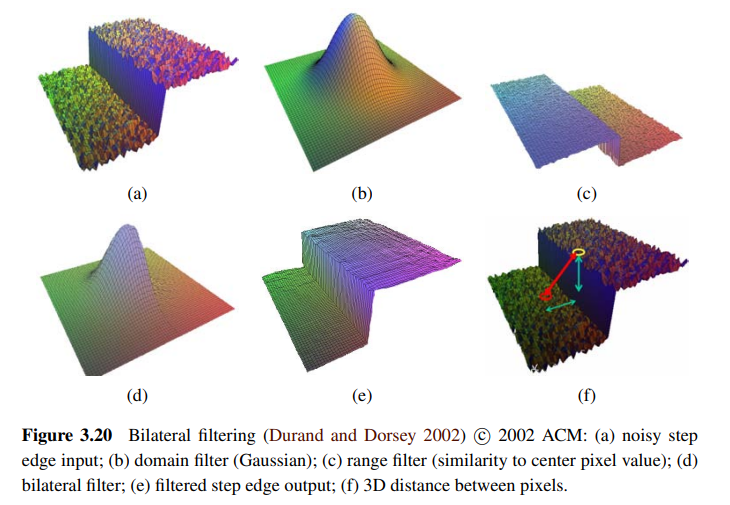 (a)
(b)
(c)
(d)
(e)
(f)
Figure 3.20 Bilateral filtering (Durand and Dorsey 2002) © 2002 ACM: (a) noisy step
edge input; (b) domain filter (Gaussian); (c) range filter (similarity to center pixel value); (d)
bilateral filter; (e) filtered step edge output; (f) 3D distance between pixels.